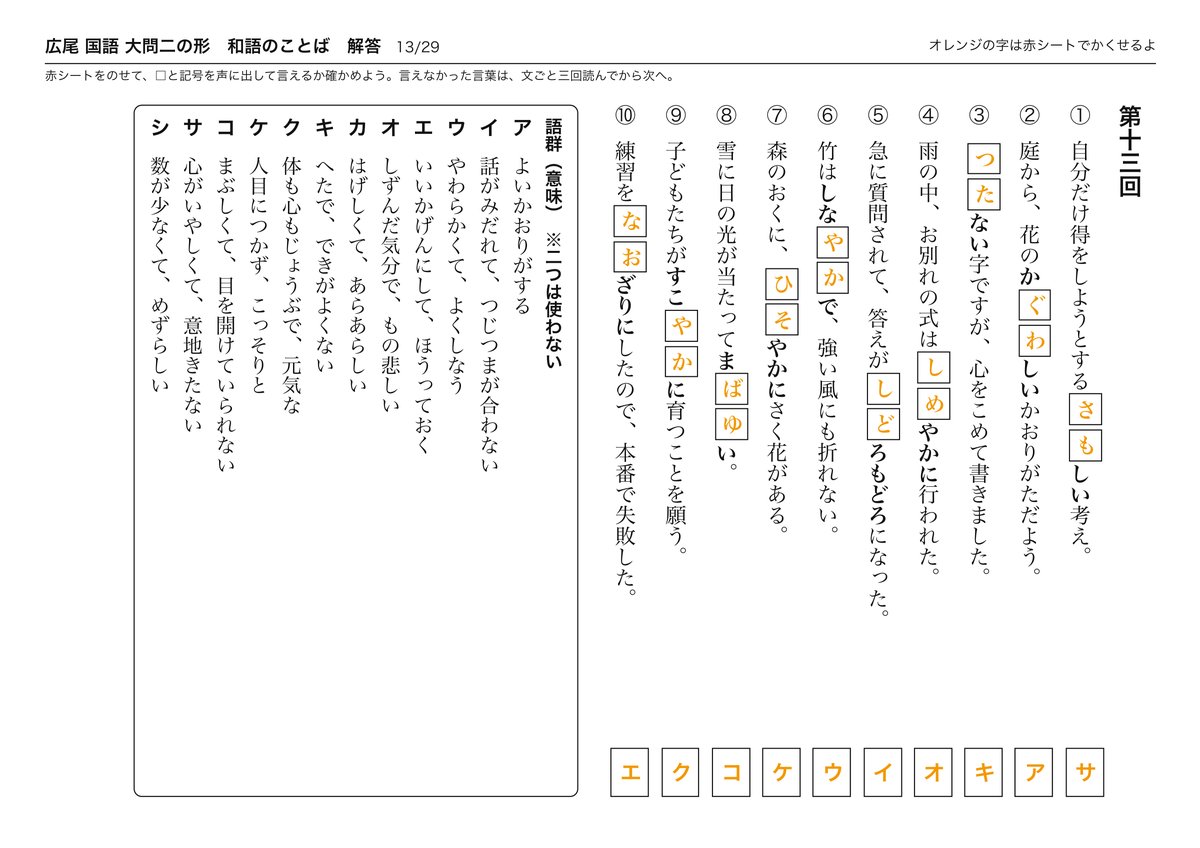 広尾 国語 大問二の形　和語のことば　解答 13/29
オレンジの字は赤シートでかくせるよ
赤シートをのせて、□と記号を声に出して言えるか確かめよう。言えなかった言葉は、文ごと三回読んでから次へ。
第十三回
① 自分だけ得をしようとするさもしい考え。 サ
② 庭から、花のかぐわしいかおりがただよう。 ア
③ つたない字ですが、心をこめて書きました。 キ
④ 雨の中、お別れの式はしめやかに行われた。 オ
⑤ 急に質問されて、答えがしどろもどろになった。 イ
⑥ 竹はしなやかで、強い風にも折れない。 ウ
⑦ 森のおくに、ひそやかにさく花がある。 ケ
⑧ 雪に日の光が当たってまばゆい。 コ
⑨ 子どもたちがすこやかに育つことを願う。 ク
⑩ 練習をなおざりにしたので、本番で失敗した。 エ
語群（意味）　※二つは使わない
ア　よいかおりがする
イ　話がみだれて、つじつまが合わない
ウ　やわらかくて、よくしなう
エ　いいかげんにして、ほうっておく
オ　しずんだ気分で、もの悲しい
カ　はげしくて、あらあらしい
キ　へたで、できがよくない
ク　体も心もじょうぶで、元気な
ケ　人目につかず、こっそりと
コ　まぶしくて、目を開けていられない
サ　心がいやしくて、意地きたない
シ　数が少なくて、めずらしい